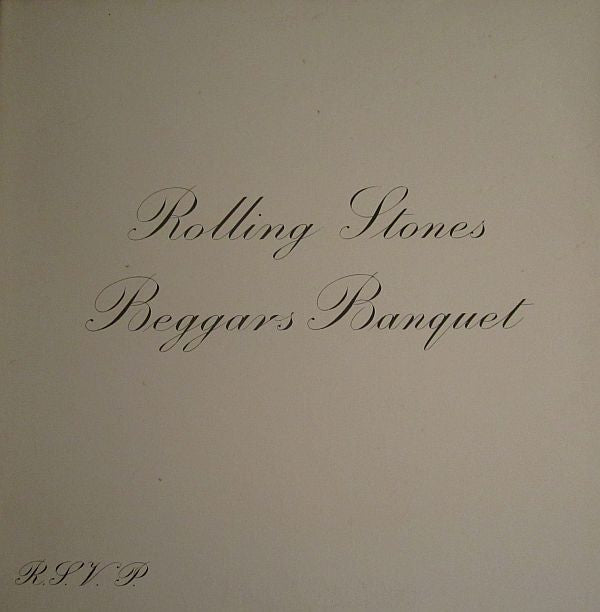 Rolling Stones
Beggars Banquet
R.S.V.P.